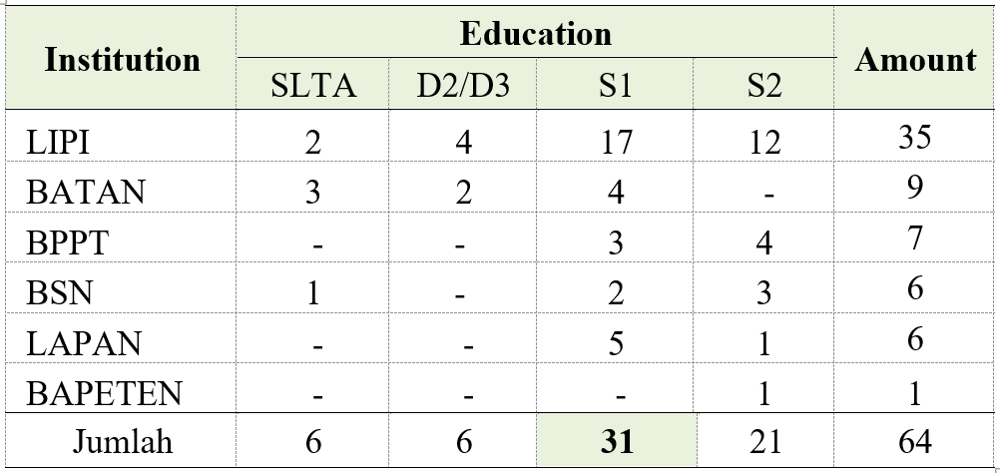 Institution Education Amount
SLTA D2/D3 S1 S2
LIPI 2 4 17 12 35
BATAN 3 2 4 - 9
BPPT - - 3 4 7
BSN 1 - 2 3 6
LAPAN - - 5 1 6
BAPETEN - - - 1 1
Jumlah 6 6 31 21 64